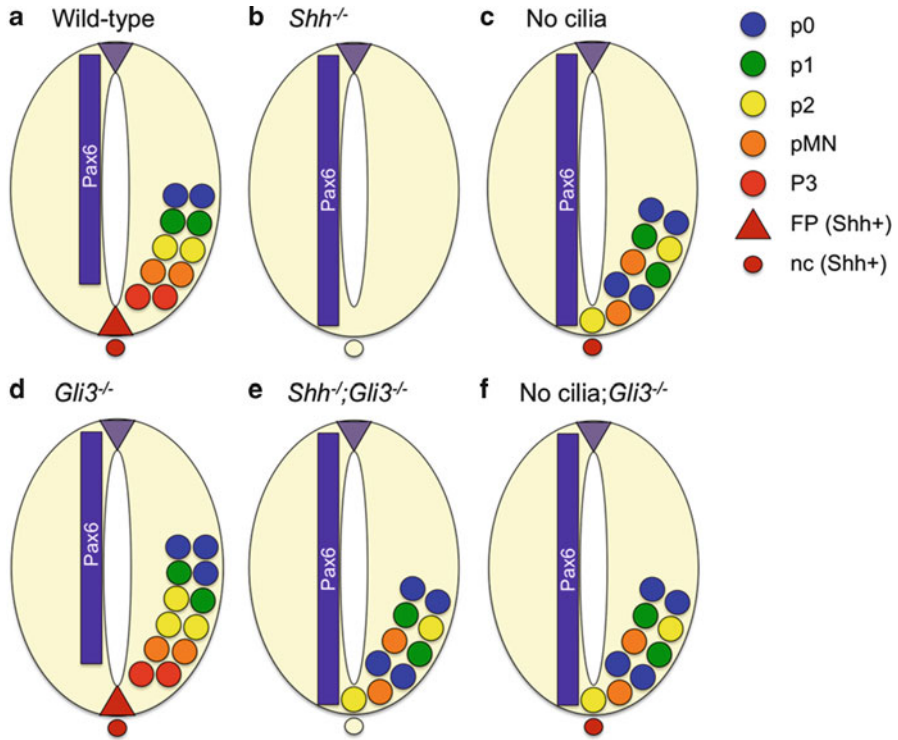 a Wild-type
b Shh-/-
c No cilia
Pax6
Pax6
Pax6
p0
p1
p2
pMN
P3
FP (Shh+)
nc (Shh+)
d Gli3-/-
e Shh-/-;Gli3-/-
f No cilia;Gli3-/-
Pax6
Pax6
Pax6